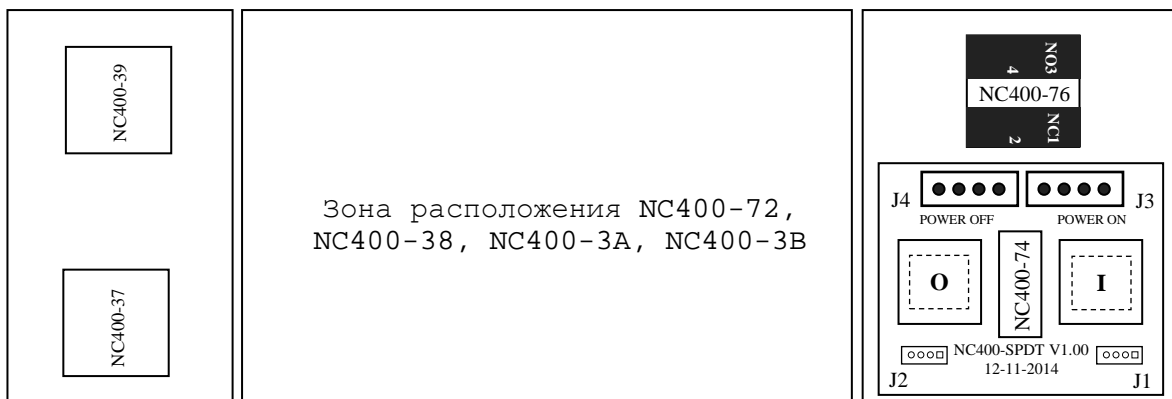 NC400-39
NC400-37
Зона расположения NC400-72,
NC400-38, NC400-3A, NC400-3B
NO3
4
NC400-76
NC1
2
J4
J3
POWER OFF
POWER ON
O
NC400-74
I
NC400-SPDT V1.00
12-11-2014
J2
J1